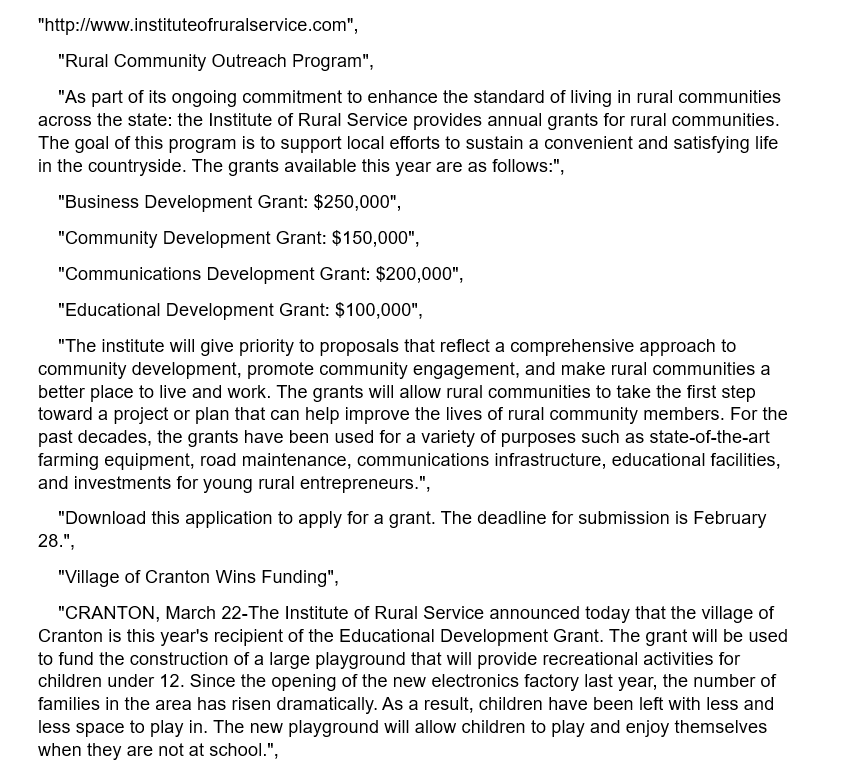 "http://www.instituteofruralservice.com",
"Rural Community Outreach Program",
"As part of its ongoing commitment to enhance the standard of living in rural communities
across the state: the Institute of Rural Service provides annual grants for rural communities.
The goal of this program is to support local efforts to sustain a convenient and satisfying life
in the countryside. The grants available this year are as follows:",
"Business Development Grant: $250,000",
"Community Development Grant: $150,000",
"Communications Development Grant: $200,000",
"Educational Development Grant: $100,000",
"The institute will give priority to proposals that reflect a comprehensive approach to
community development, promote community engagement, and make rural communities a
better place to live and work. The grants will allow rural communities to take the first step
toward a project or plan that can help improve the lives of rural community members. For the
past decades, the grants have been used for a variety of purposes such as state-of-the-art
farming equipment, road maintenance, communications infrastructure, educational facilities,
and investments for young rural entrepreneurs.",
"Download this application to apply for a grant. The deadline for submission is February
28.",
"Village of Cranton Wins Funding",
"CRANTON, March 22-The Institute of Rural Service announced today that the village of
Cranton is this year's recipient of the Educational Development Grant. The grant will be used
to fund the construction of a large playground that will provide recreational activities for
children under 12. Since the opening of the new electronics factory last year, the number of
families in the area has risen dramatically. As a result, children have been left with less and
less space to play in. The new playground will allow children to play and enjoy themselves
when they are not at school.",